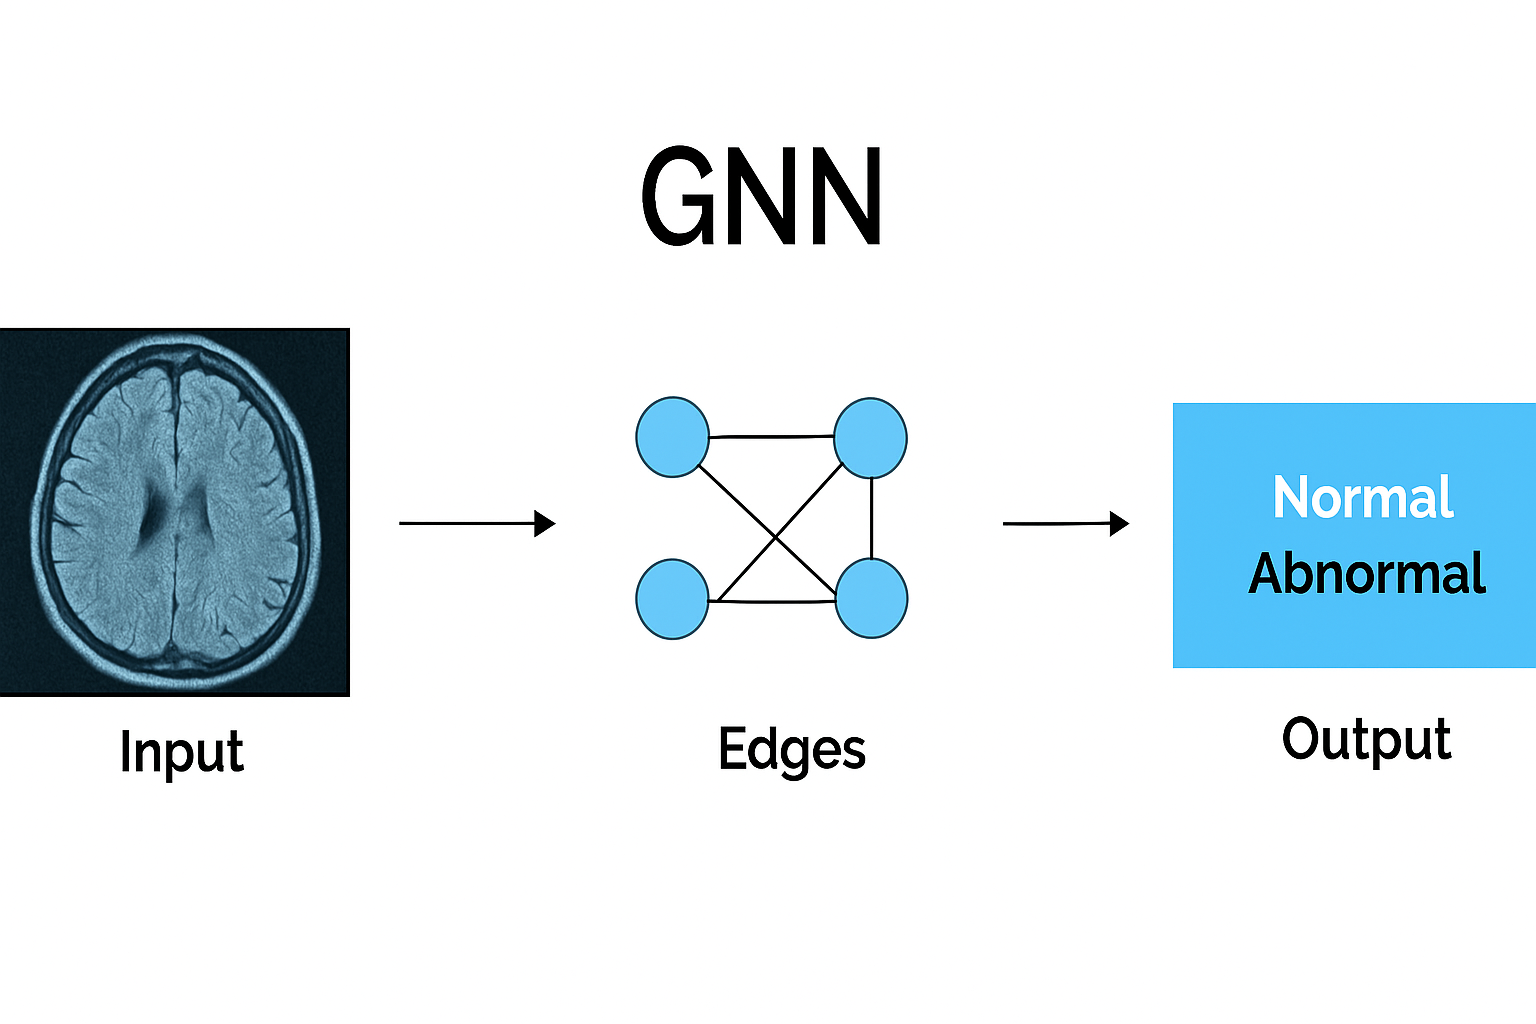 GNN
Input
Edges
Normal
Abnormal
Output